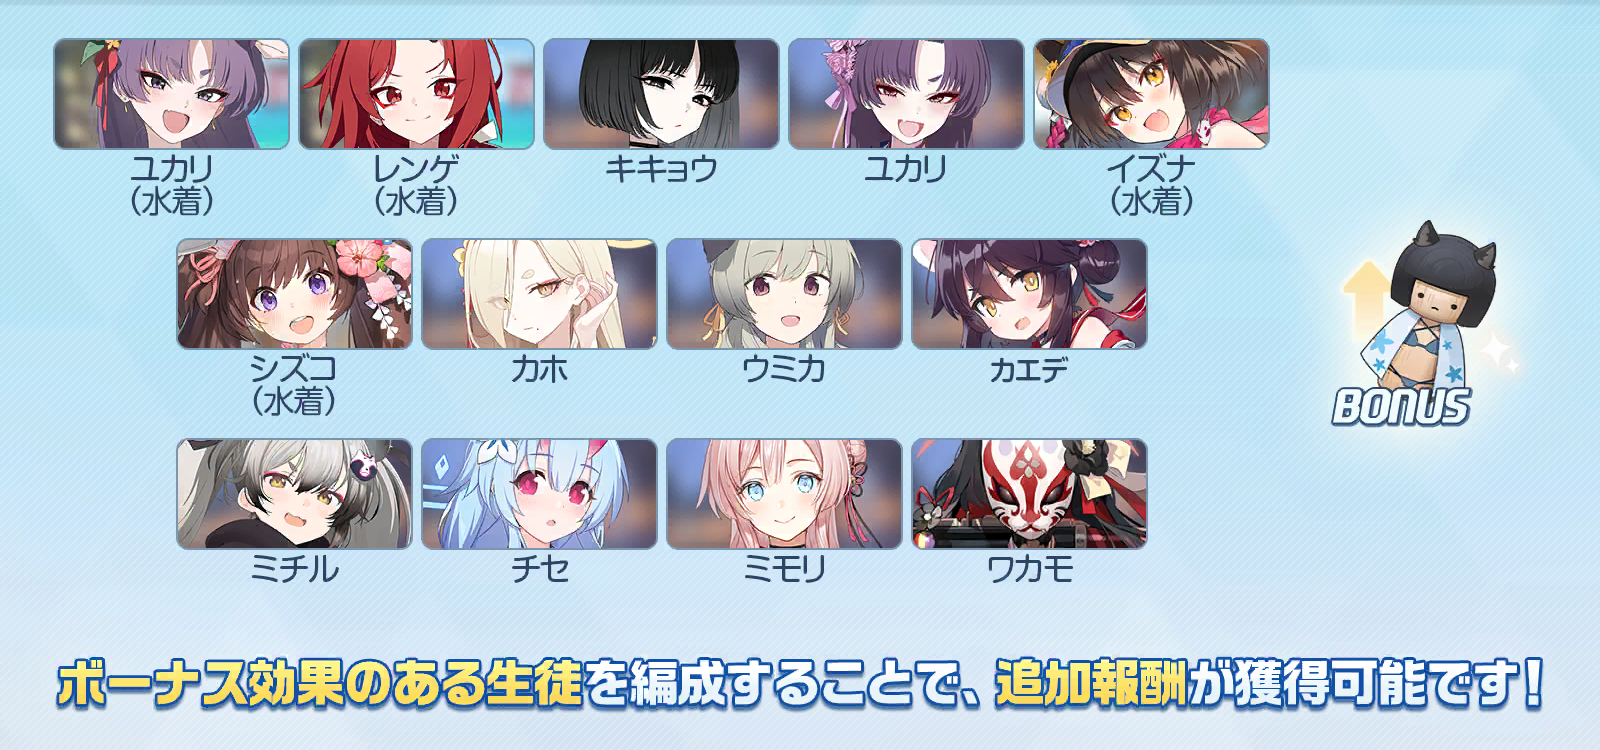 ユカリ
(水着)
レンゲ
(水着)
キキョウ
ユカリ
イズナ
(水着)
シズコ
(水着)
カホ
ウミカ
カエデ
BONUS
ミチル
チセ
ミモリ
ワカモ
ボーナス効果のある生徒を編成することで、追加報酬が獲得可能です!